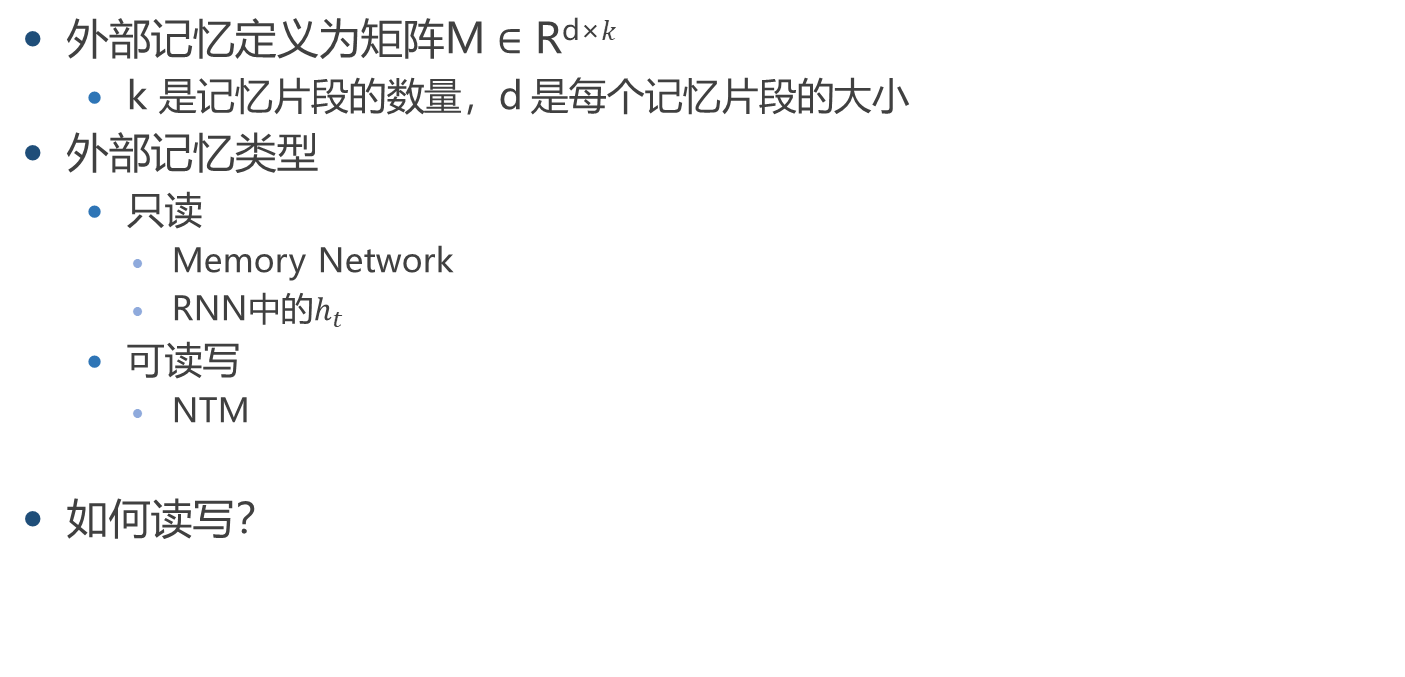 • 外部记忆定义为矩阵M ∈ R^{d×k}
• k 是记忆片段的数量，d 是每个记忆片段的大小
• 外部记忆类型
• 只读
• Memory Network
• RNN中的h_t
• 可读写
• NTM
• 如何读写？